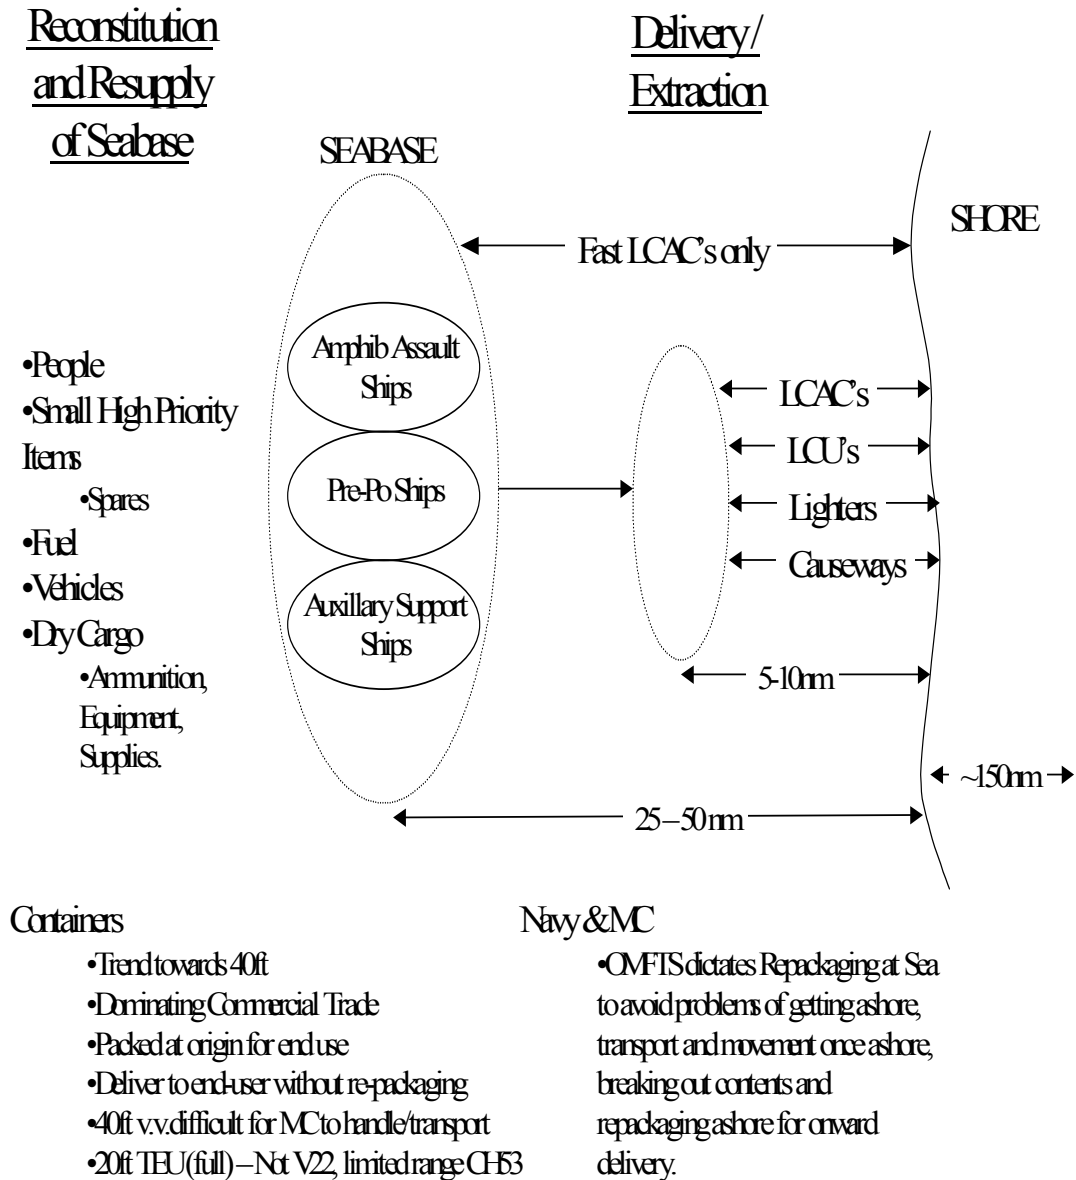 Reconstitution
and Resupply
of Seabase
Delivery /
Extraction
SEABASE
SHORE
Fast LCAC's only
Amphib Assault
Ships
Pre-Po Ships
Auxillary Support
Ships
•People
•Small High Priority
Items
•Spares
•Fuel
•Vehicles
•Dry Cargo
•Ammunition,
Equipment,
Supplies.
LCAC's
LCU's
Lighters
Causeways
5-10nm
~150nm
25 – 50 nm
Containers
•Trend towards 40ft
•Dominating Commercial Trade
•Packed at origin for end use
•Deliver to end-user without re-packaging
•40ft v.v.difficult for MC to handle/transport
•20ft TEU (full) – Not V22, limited range CH53
Navy & MC
•OMFTS dictates Repackaging at Sea
to avoid problems of getting ashore,
transport and movement once ashore,
breaking out contents and
repackaging ashore for onward
delivery.